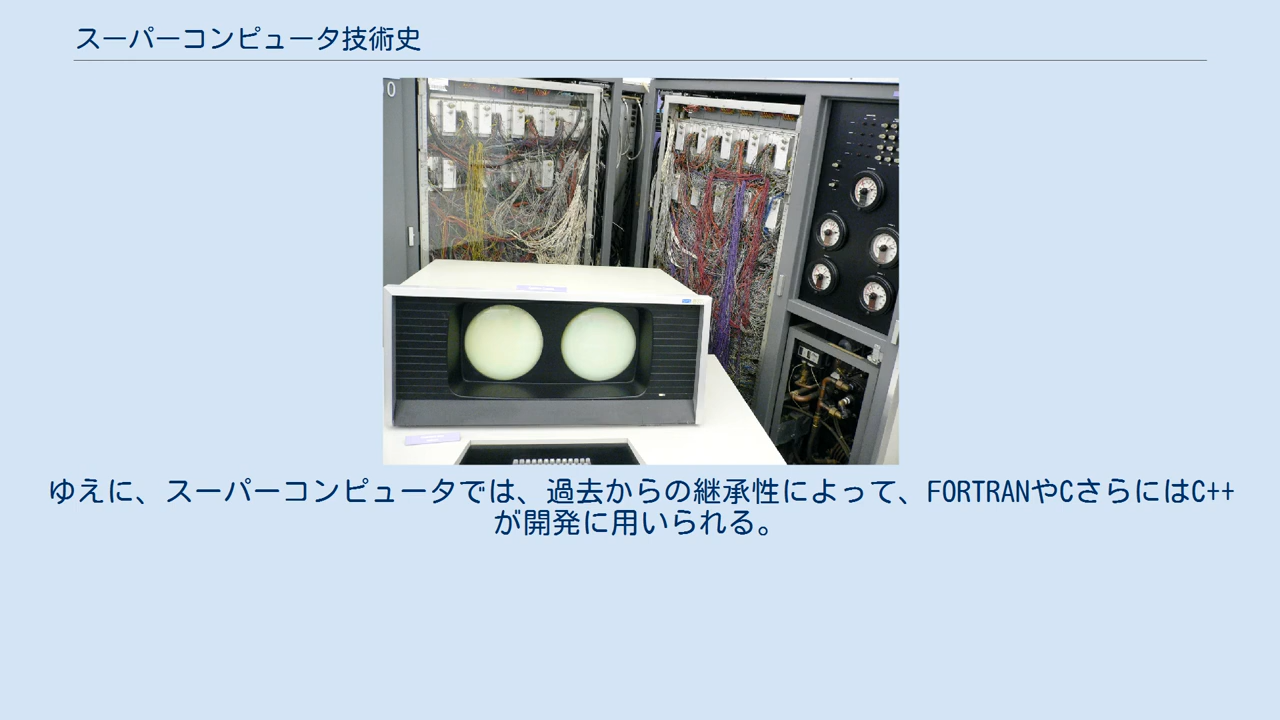 スーパーコンピュータ技術史
0
ゆえに、スーパーコンピュータでは、過去からの継承性によって、FORTRANやCさらにはC++
が開発に用いられる。